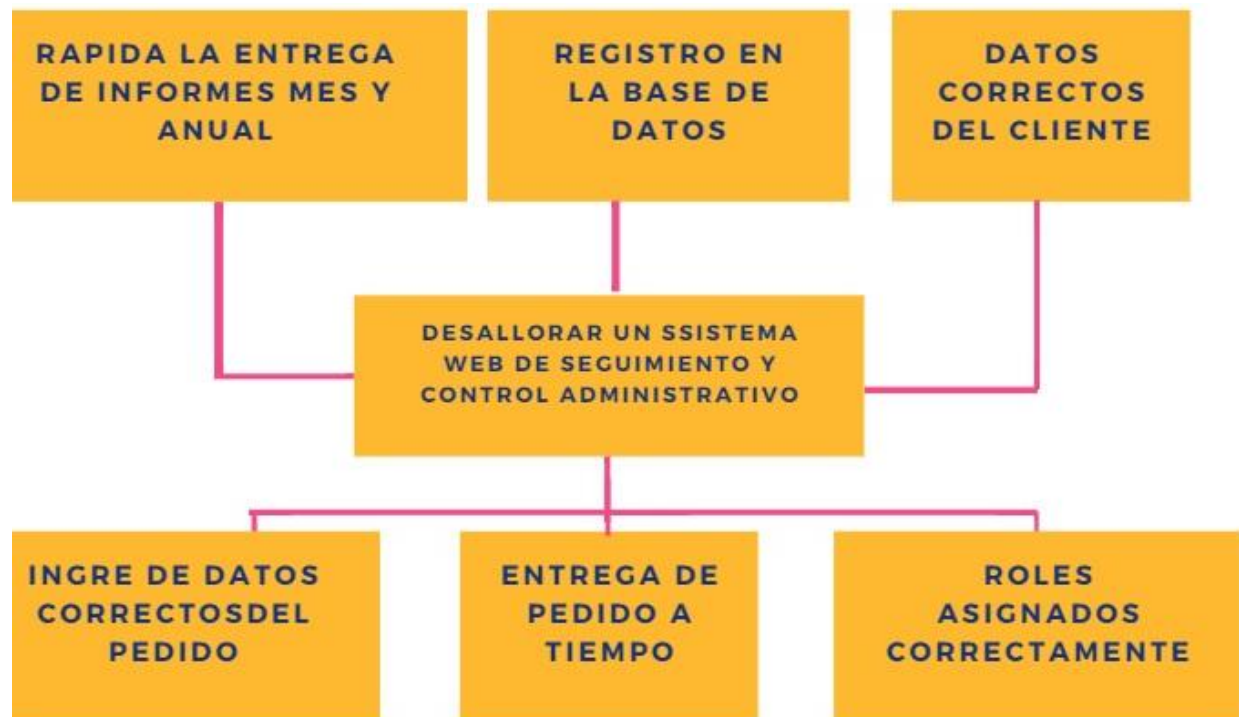 RAPIDA LA ENTREGA
DE INFORMES MES Y
ANUAL
REGISTRO EN
LA BASE DE
DATOS
DATOS
CORRECTOS
DEL CLIENTE
DESALLORAR UN SSISTEMA
WEB DE SEGUIMIENTO Y
CONTROL ADMINISTRATIVO
INGRE DE DATOS
CORRECTOSDEL
PEDIDO
ENTREGA DE
PEDIDO A
TIEMPO
ROLES
ASIGNADOS
CORRECTAMENTE